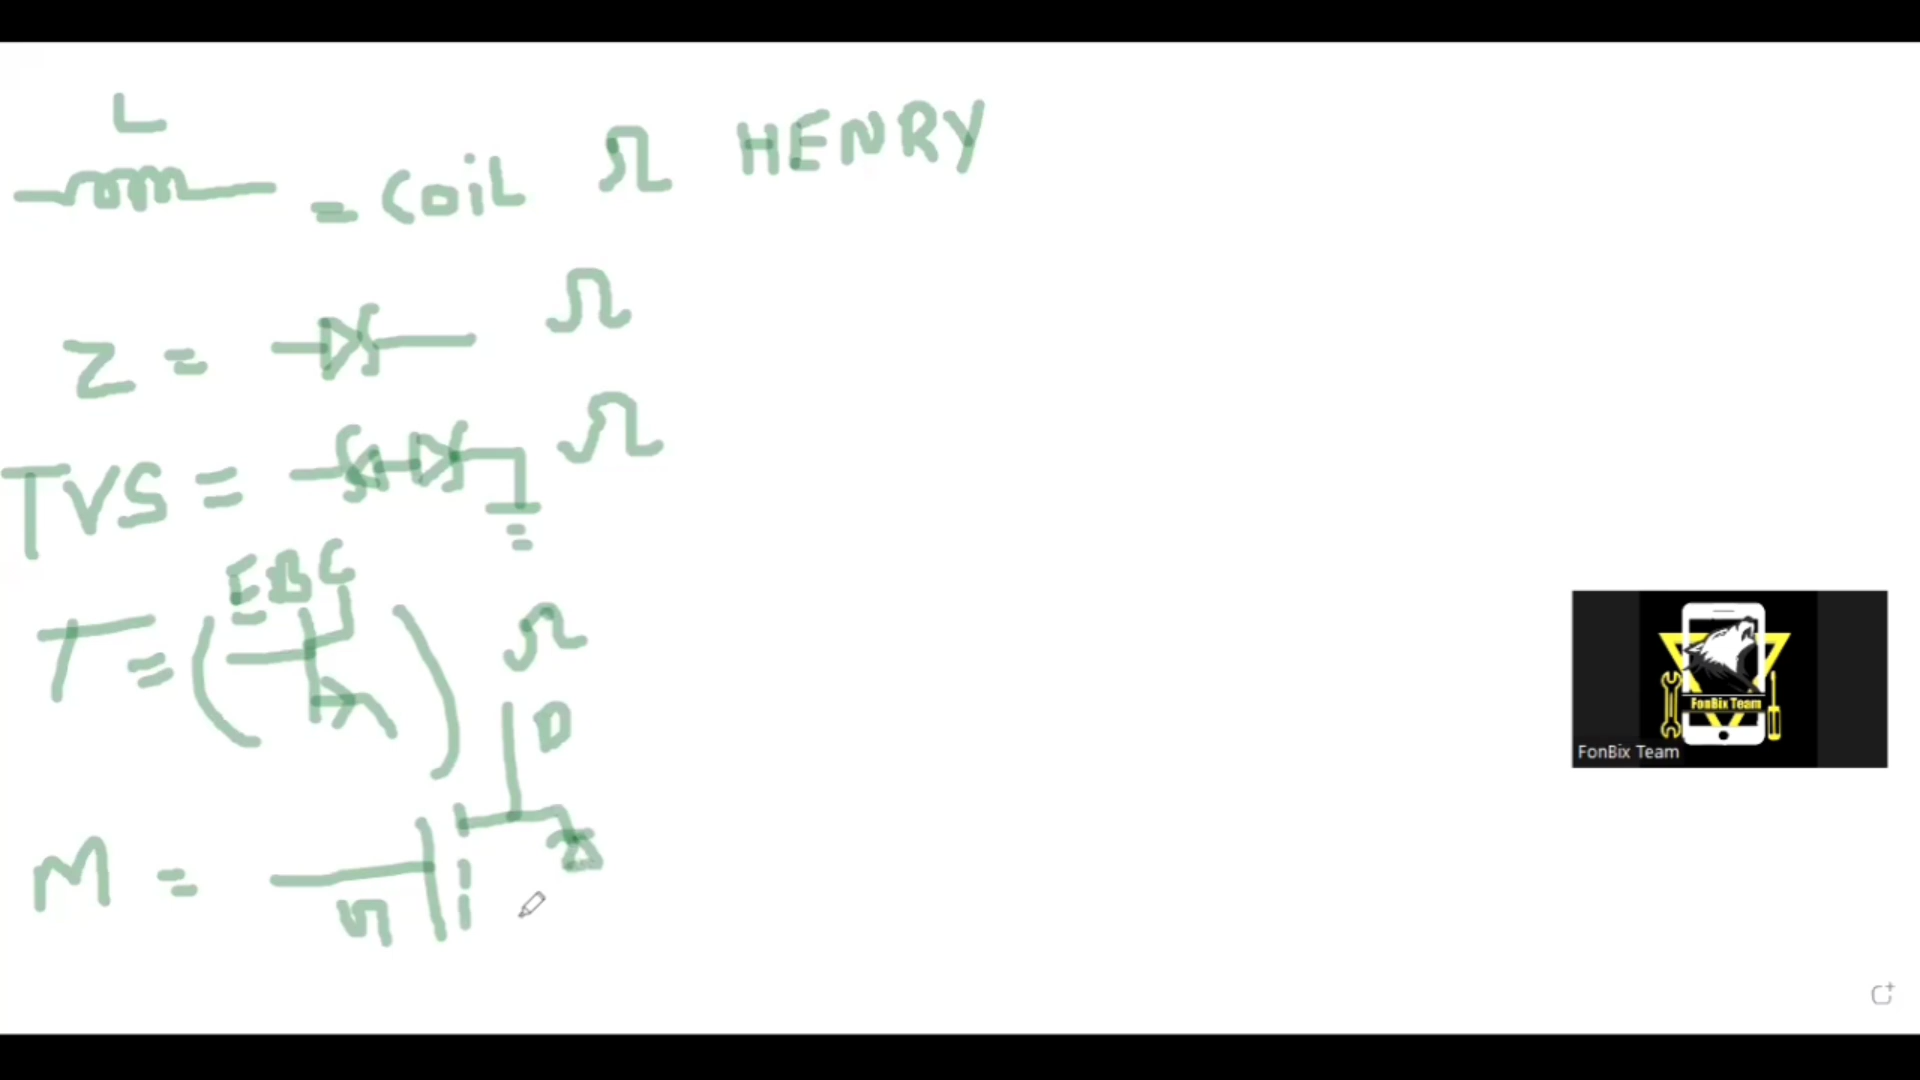 L
= COiL Ω HENRY
Z = Ω
TVS = Ω
EBC
T = ( ) Ω
D
M =
FonBix Team
FonBix Team